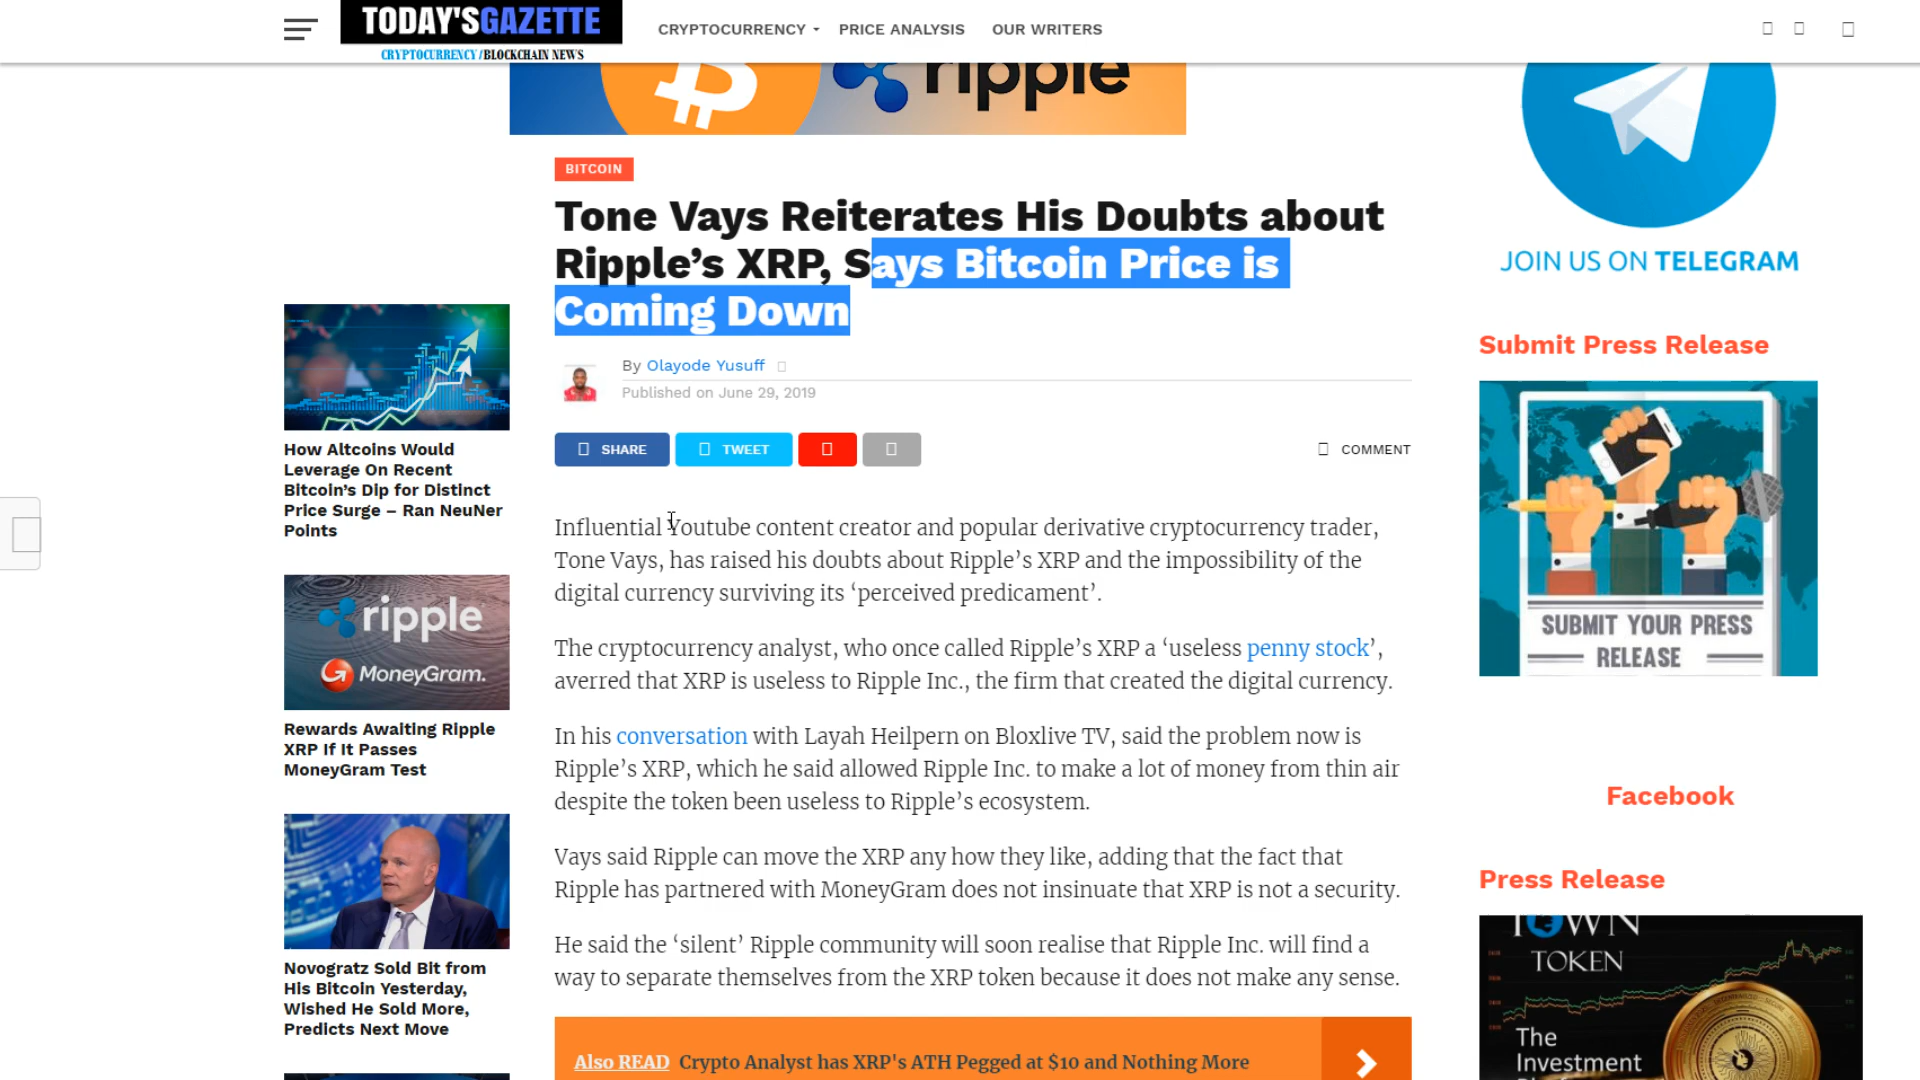 TODAY'SGAZETTE
CRYPTOCURRENCY/BLOCKCHAIN NEWS
CRYPTOCURRENCY
PRICE ANALYSIS
OUR WRITERS
ripple
BITCOIN
Tone Vays Reiterates His Doubts about
Ripple’s XRP, Says Bitcoin Price is
Coming Down
By Olayode Yusuff
Published on June 29, 2019
SHARE
TWEET
COMMENT
Influential Youtube content creator and popular derivative cryptocurrency trader,
Tone Vays, has raised his doubts about Ripple’s XRP and the impossibility of the
digital currency surviving its ‘perceived predicament’.
The cryptocurrency analyst, who once called Ripple’s XRP a ‘useless penny stock’,
averred that XRP is useless to Ripple Inc., the firm that created the digital currency.
In his conversation with Layah Heilpern on Bloxlive TV, said the problem now is
Ripple’s XRP, which he said allowed Ripple Inc. to make a lot of money from thin air
despite the token been useless to Ripple’s ecosystem.
Vays said Ripple can move the XRP any how they like, adding that the fact that
Ripple has partnered with MoneyGram does not insinuate that XRP is not a security.
He said the ‘silent’ Ripple community will soon realise that Ripple Inc. will find a
way to separate themselves from the XRP token because it does not make any sense.
Also READ Crypto Analyst has XRP's ATH Pegged at $10 and Nothing More
How Altcoins Would
Leverage On Recent
Bitcoin’s Dip for Distinct
Price Surge – Ran NeuNer
Points
ripple
MoneyGram.
Rewards Awaiting Ripple
XRP If It Passes
MoneyGram Test
Novogratz Sold Bit from
His Bitcoin Yesterday,
Wished He Sold More,
Predicts Next Move
JOIN US ON TELEGRAM
Submit Press Release
SUBMIT YOUR PRESS
RELEASE
Facebook
Press Release
TOWN
TOKEN
The
Investment